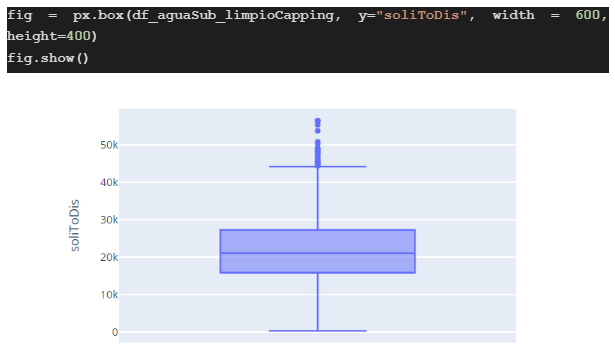 fig = px.box(df_aguaSub_limpioCapping, y="soliToDis", width = 600,
height=400)
fig.show()
50k
40k
30k
20k
10k
0
soliToDis